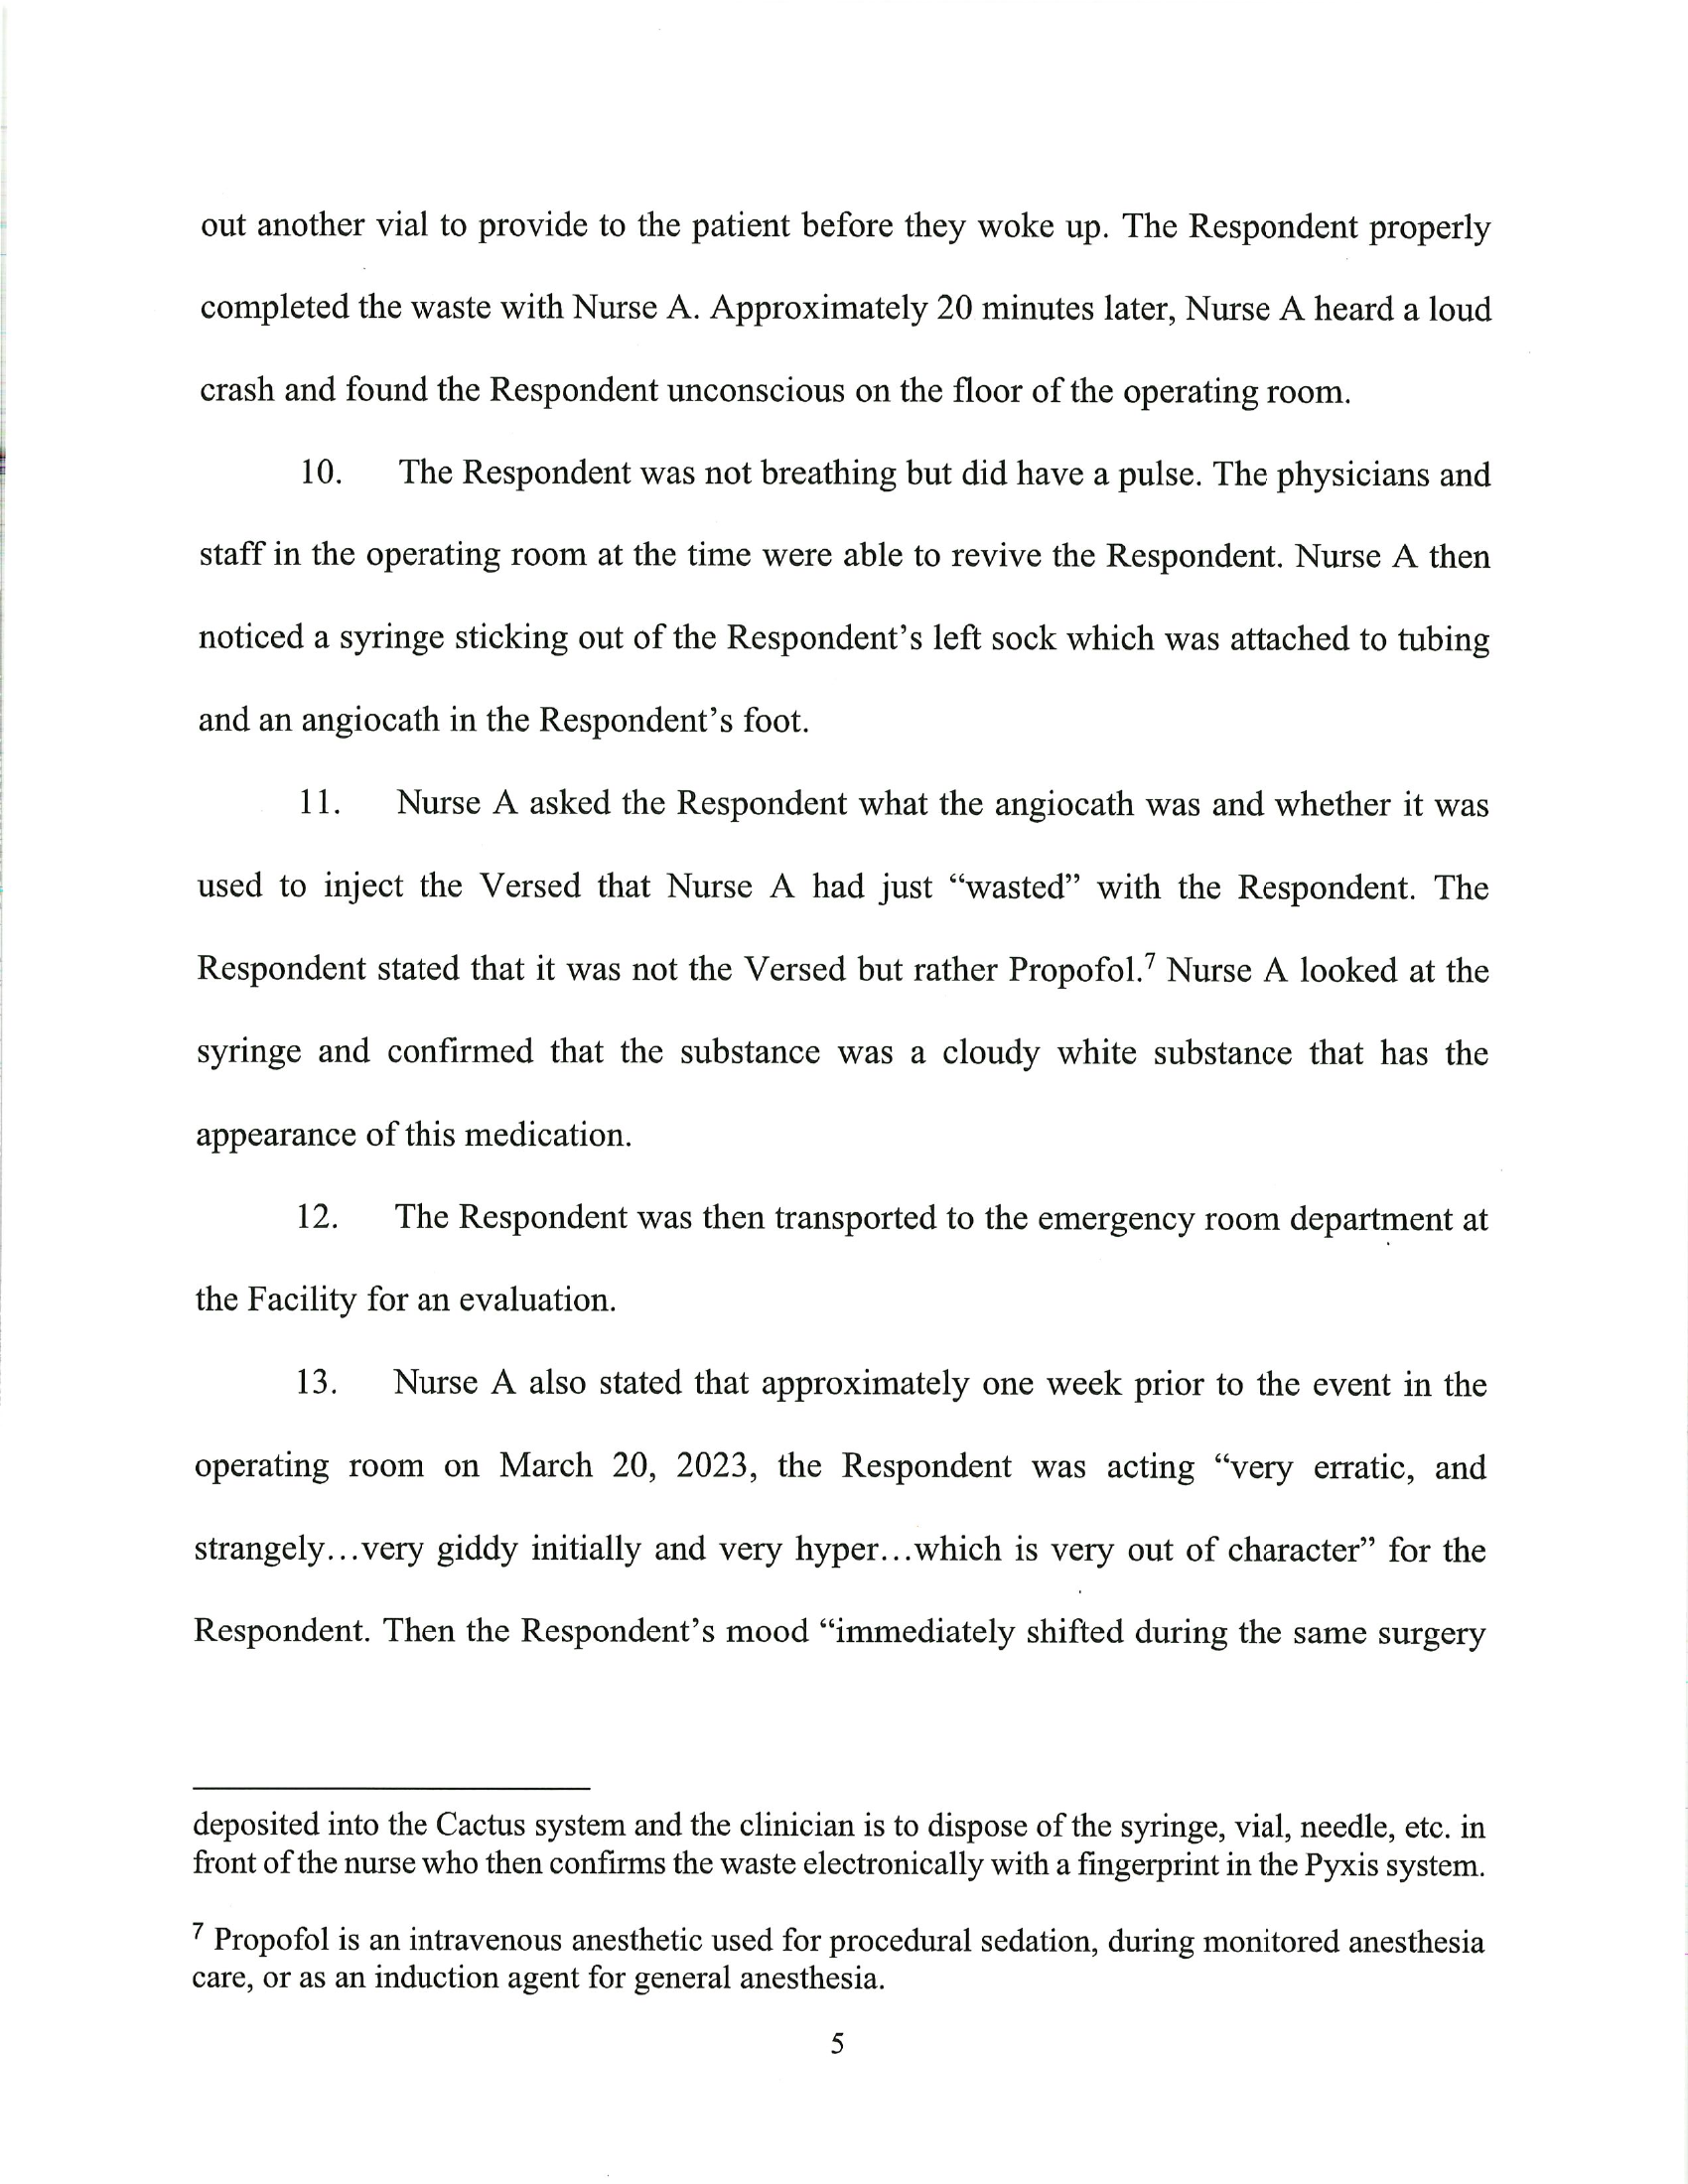 out another vial to provide to the patient before they woke up. The Respondent properly
completed the waste with Nurse A. Approximately 20 minutes later, Nurse A heard a loud
crash and found the Respondent unconscious on the floor of the operating room.
10. The Respondent was not breathing but did have a pulse. The physicians and
staff in the operating room at the time were able to revive the Respondent. Nurse A then
noticed a syringe sticking out of the Respondent’s left sock which was attached to tubing
and an angiocath in the Respondent’s foot.
11. Nurse A asked the Respondent what the angiocath was and whether it was
used to inject the Versed that Nurse A had just “wasted” with the Respondent. The
Respondent stated that it was not the Versed but rather Propofol.⁷ Nurse A looked at the
syringe and confirmed that the substance was a cloudy white substance that has the
appearance of this medication.
12. The Respondent was then transported to the emergency room department at
the Facility for an evaluation.
13. Nurse A also stated that approximately one week prior to the event in the
operating room on March 20, 2023, the Respondent was acting “very erratic, and
strangely…very giddy initially and very hyper…which is very out of character” for the
Respondent. Then the Respondent’s mood “immediately shifted during the same surgery
deposited into the Cactus system and the clinician is to dispose of the syringe, vial, needle, etc. in
front of the nurse who then confirms the waste electronically with a fingerprint in the Pyxis system.
⁷ Propofol is an intravenous anesthetic used for procedural sedation, during monitored anesthesia
care, or as an induction agent for general anesthesia.
5